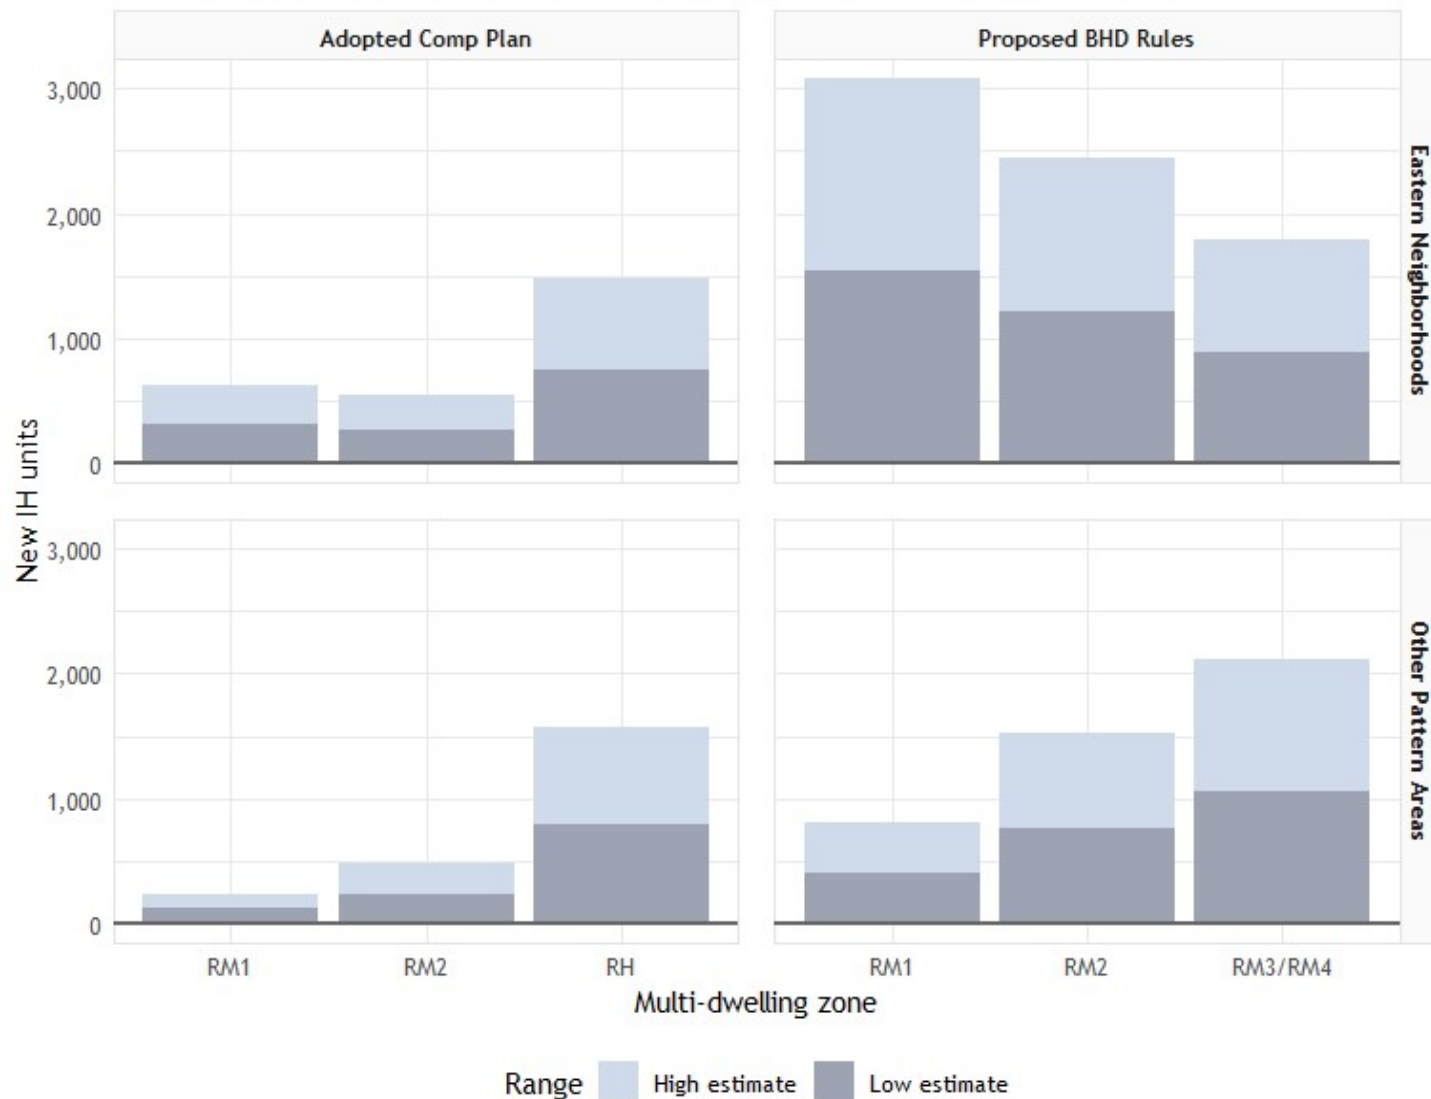 Adopted Comp Plan
Proposed BHD Rules
3,000
2,000
1,000
0
Eastern Neighborhoods
New IH units
3,000
2,000
1,000
0
Other Pattern Areas
RM1
RM2
RH
RM1
RM2
RM3/RM4
Multi-dwelling zone
Range
High estimate
Low estimate